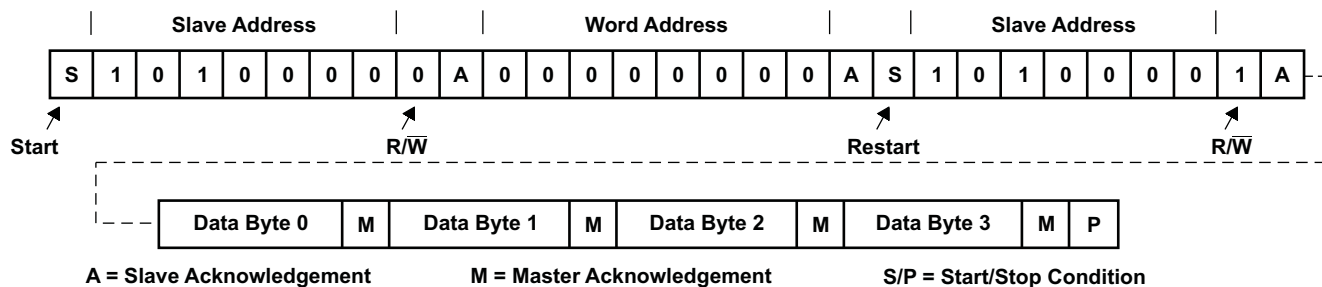 Slave Address Word Address Slave Address
S 1 0 1 0 0 0 0 0 A 0 0 0 0 0 0 0 0 A S 1 0 1 0 0 0 0 1 A
Start R/W̅ Restart R/W̅
Data Byte 0 M Data Byte 1 M Data Byte 2 M Data Byte 3 M P
A = Slave Acknowledgement M = Master Acknowledgement S/P = Start/Stop Condition